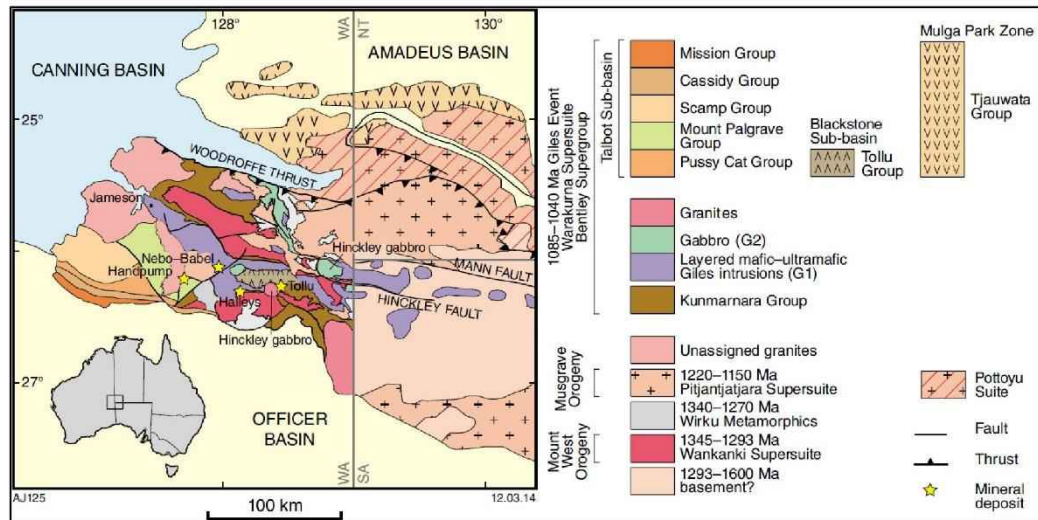 128°
130°
WA
NT
AMADEUS BASIN
CANNING BASIN
25°
WOODROFFE THRUST
Jameson
Hinckley gabbro
Nebo–Babel
MANN FAULT
Handpump
HINCKLEY FAULT
Tollu
Halleys
Hinckley gabbro
27°
OFFICER
BASIN
WA
SA
AJ125
12.03.14
100 km
1085–1040 Ma Giles Event
Warakurna Supersuite
Bentley Supergroup
Talbot Sub-basin
Mission Group
Cassidy Group
Scamp Group
Mount Palgrave
Group
Pussy Cat Group
Blackstone
Sub-basin
Tollu
Group
Mulga Park Zone
Tjauwata
Group
Granites
Gabbro (G2)
Layered mafic–ultramafic
Giles intrusions (G1)
Kunmarnara Group
Unassigned granites
Musgrave
Orogeny
1220–1150 Ma
Pitjantjatjara Supersuite
1340–1270 Ma
Wirku Metamorphics
Mount
West
Orogeny
1345–1293 Ma
Wankanki Supersuite
1293–1600 Ma
basement?
Pottoyu
Suite
Fault
Thrust
Mineral
deposit